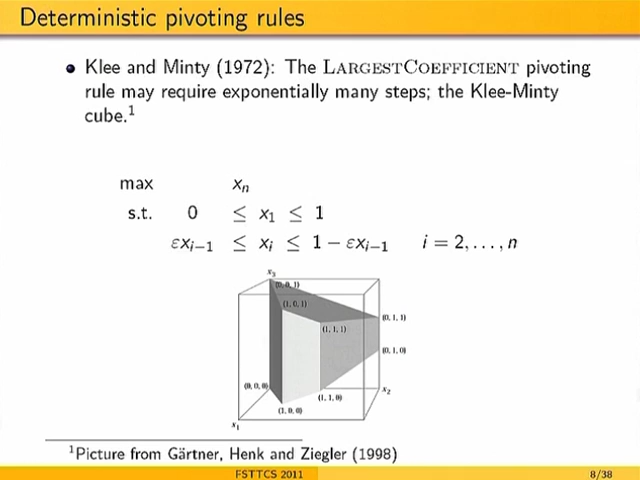 Deterministic pivoting rules
• Klee and Minty (1972): The LARGESTCOEFFICIENT pivoting
rule may require exponentially many steps; the Klee-Minty
cube.¹
max xₙ
s.t. 0 ≤ x₁ ≤ 1
εxᵢ₋₁ ≤ xᵢ ≤ 1 − εxᵢ₋₁ i = 2, . . . , n
x₃
(0, 0, 1)
(1, 0, 1)
(0, 1, 1)
(1, 1, 1)
(0, 1, 0)
(0, 0, 0)
x₂
(1, 1, 0)
(1, 0, 0)
x₁
¹Picture from Gärtner, Henk and Ziegler (1998)
FSTTCS 2011 8/38